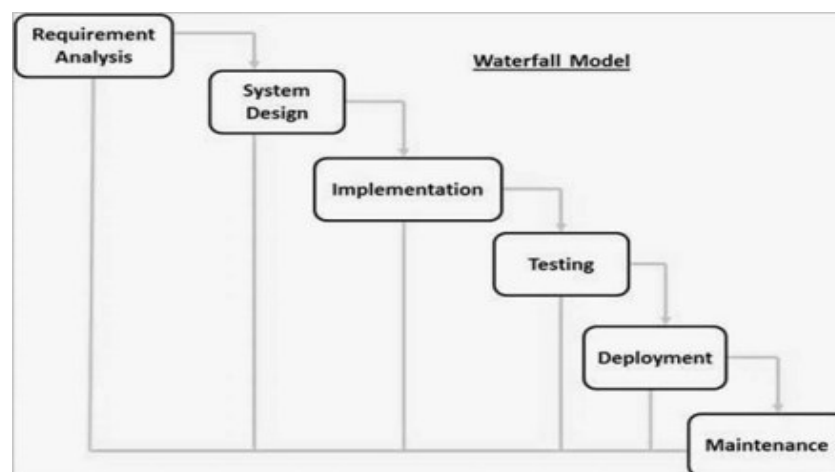 Requirement
Analysis
Waterfall Model
System
Design
Implementation
Testing
Deployment
Maintenance